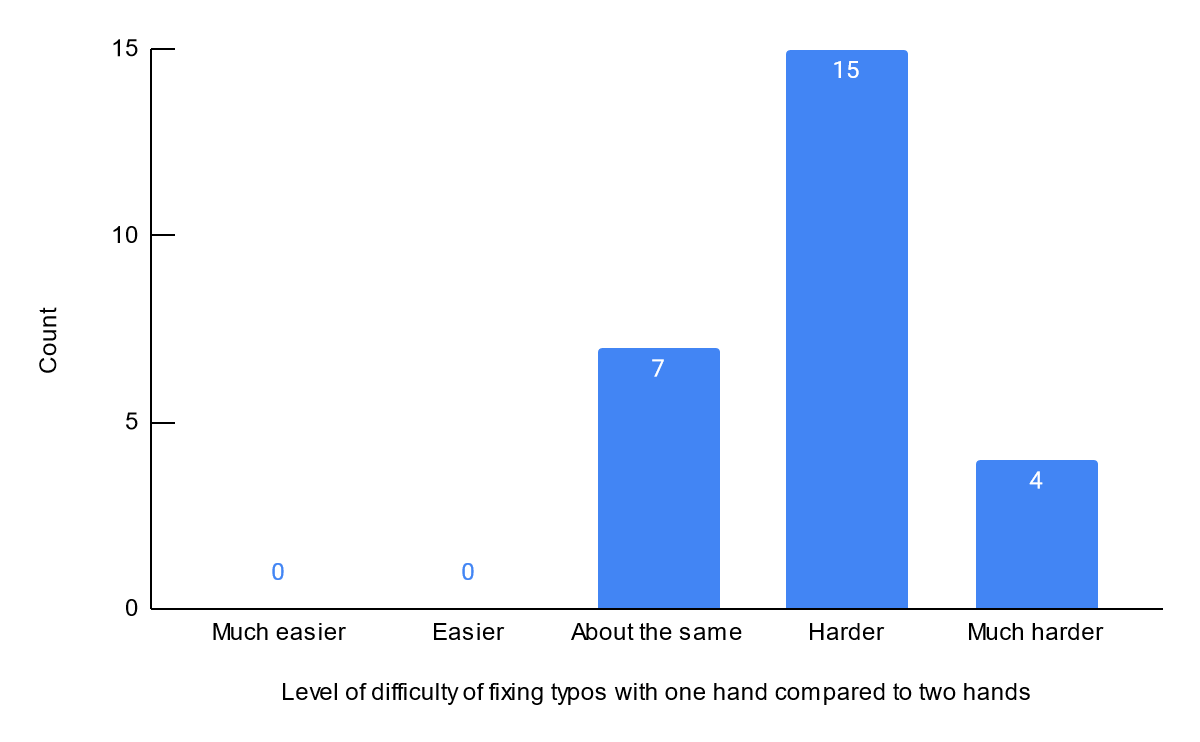 15
10
5
0
Count
0
0
7
15
4
Much easier
Easier
About the same
Harder
Much harder
Level of difficulty of fixing typos with one hand compared to two hands